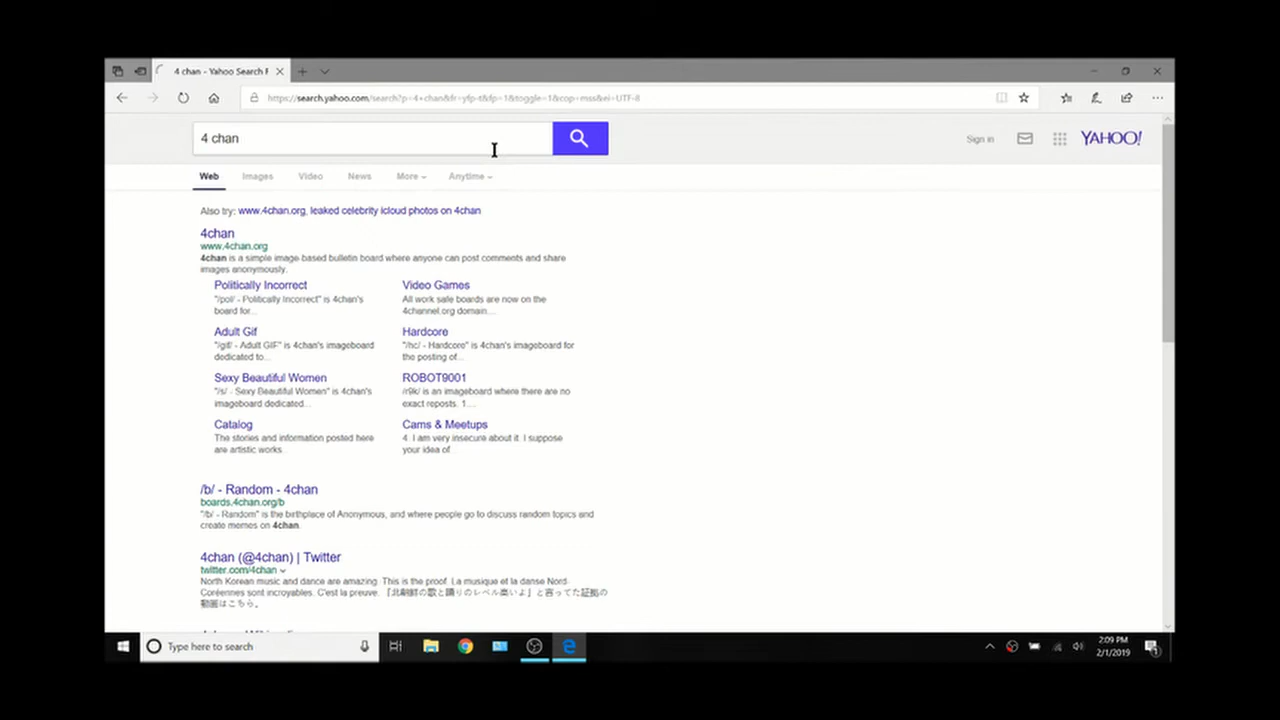 4 chan - Yahoo Search F
https://search.yahoo.com/search?p=4+chan&fr=yfp-t&fp=1&toggle=1&cop=mss&ei=UTF-8
4 chan
Sign in
YAHOO!
Web Images Video News More Anytime
Also try: www.4chan.org, leaked celebrity icloud photos on 4chan
4chan
www.4chan.org
4chan is a simple image-based bulletin board where anyone can post comments and share
images anonymously.
Politically Incorrect
"/pol/ - Politically Incorrect" is 4chan's
board for...
Video Games
All work safe boards are now on the
4channel.org domain....
Adult Gif
"/gif/ - Adult GIF" is 4chan's imageboard
dedicated to...
Hardcore
"/hc/ - Hardcore" is 4chan's imageboard for
the posting of...
Sexy Beautiful Women
"/s/ - Sexy Beautiful Women" is 4chan's
imageboard dedicated...
ROBOT9001
/r9k/ is an imageboard where there are no
exact reposts. 1....
Catalog
The stories and information posted here
are artistic works
Cams & Meetups
4. I am very insecure about it. I suppose
your idea of
/b/ - Random - 4chan
boards.4chan.org/b
"/b/ - Random" is the birthplace of Anonymous, and where people go to discuss random topics and
create memes on 4chan.
4chan (@4chan) | Twitter
twitter.com/4chan
North Korean music and dance are amazing. This is the proof. La musique et la danse Nord-
Coréennes sont incroyables. C'est la preuve. 「北朝鮮の歌と踊りのレベル高いよ」と言ってた証拠の
動画はこちら。
Type here to search
2:09 PM
2/1/2019